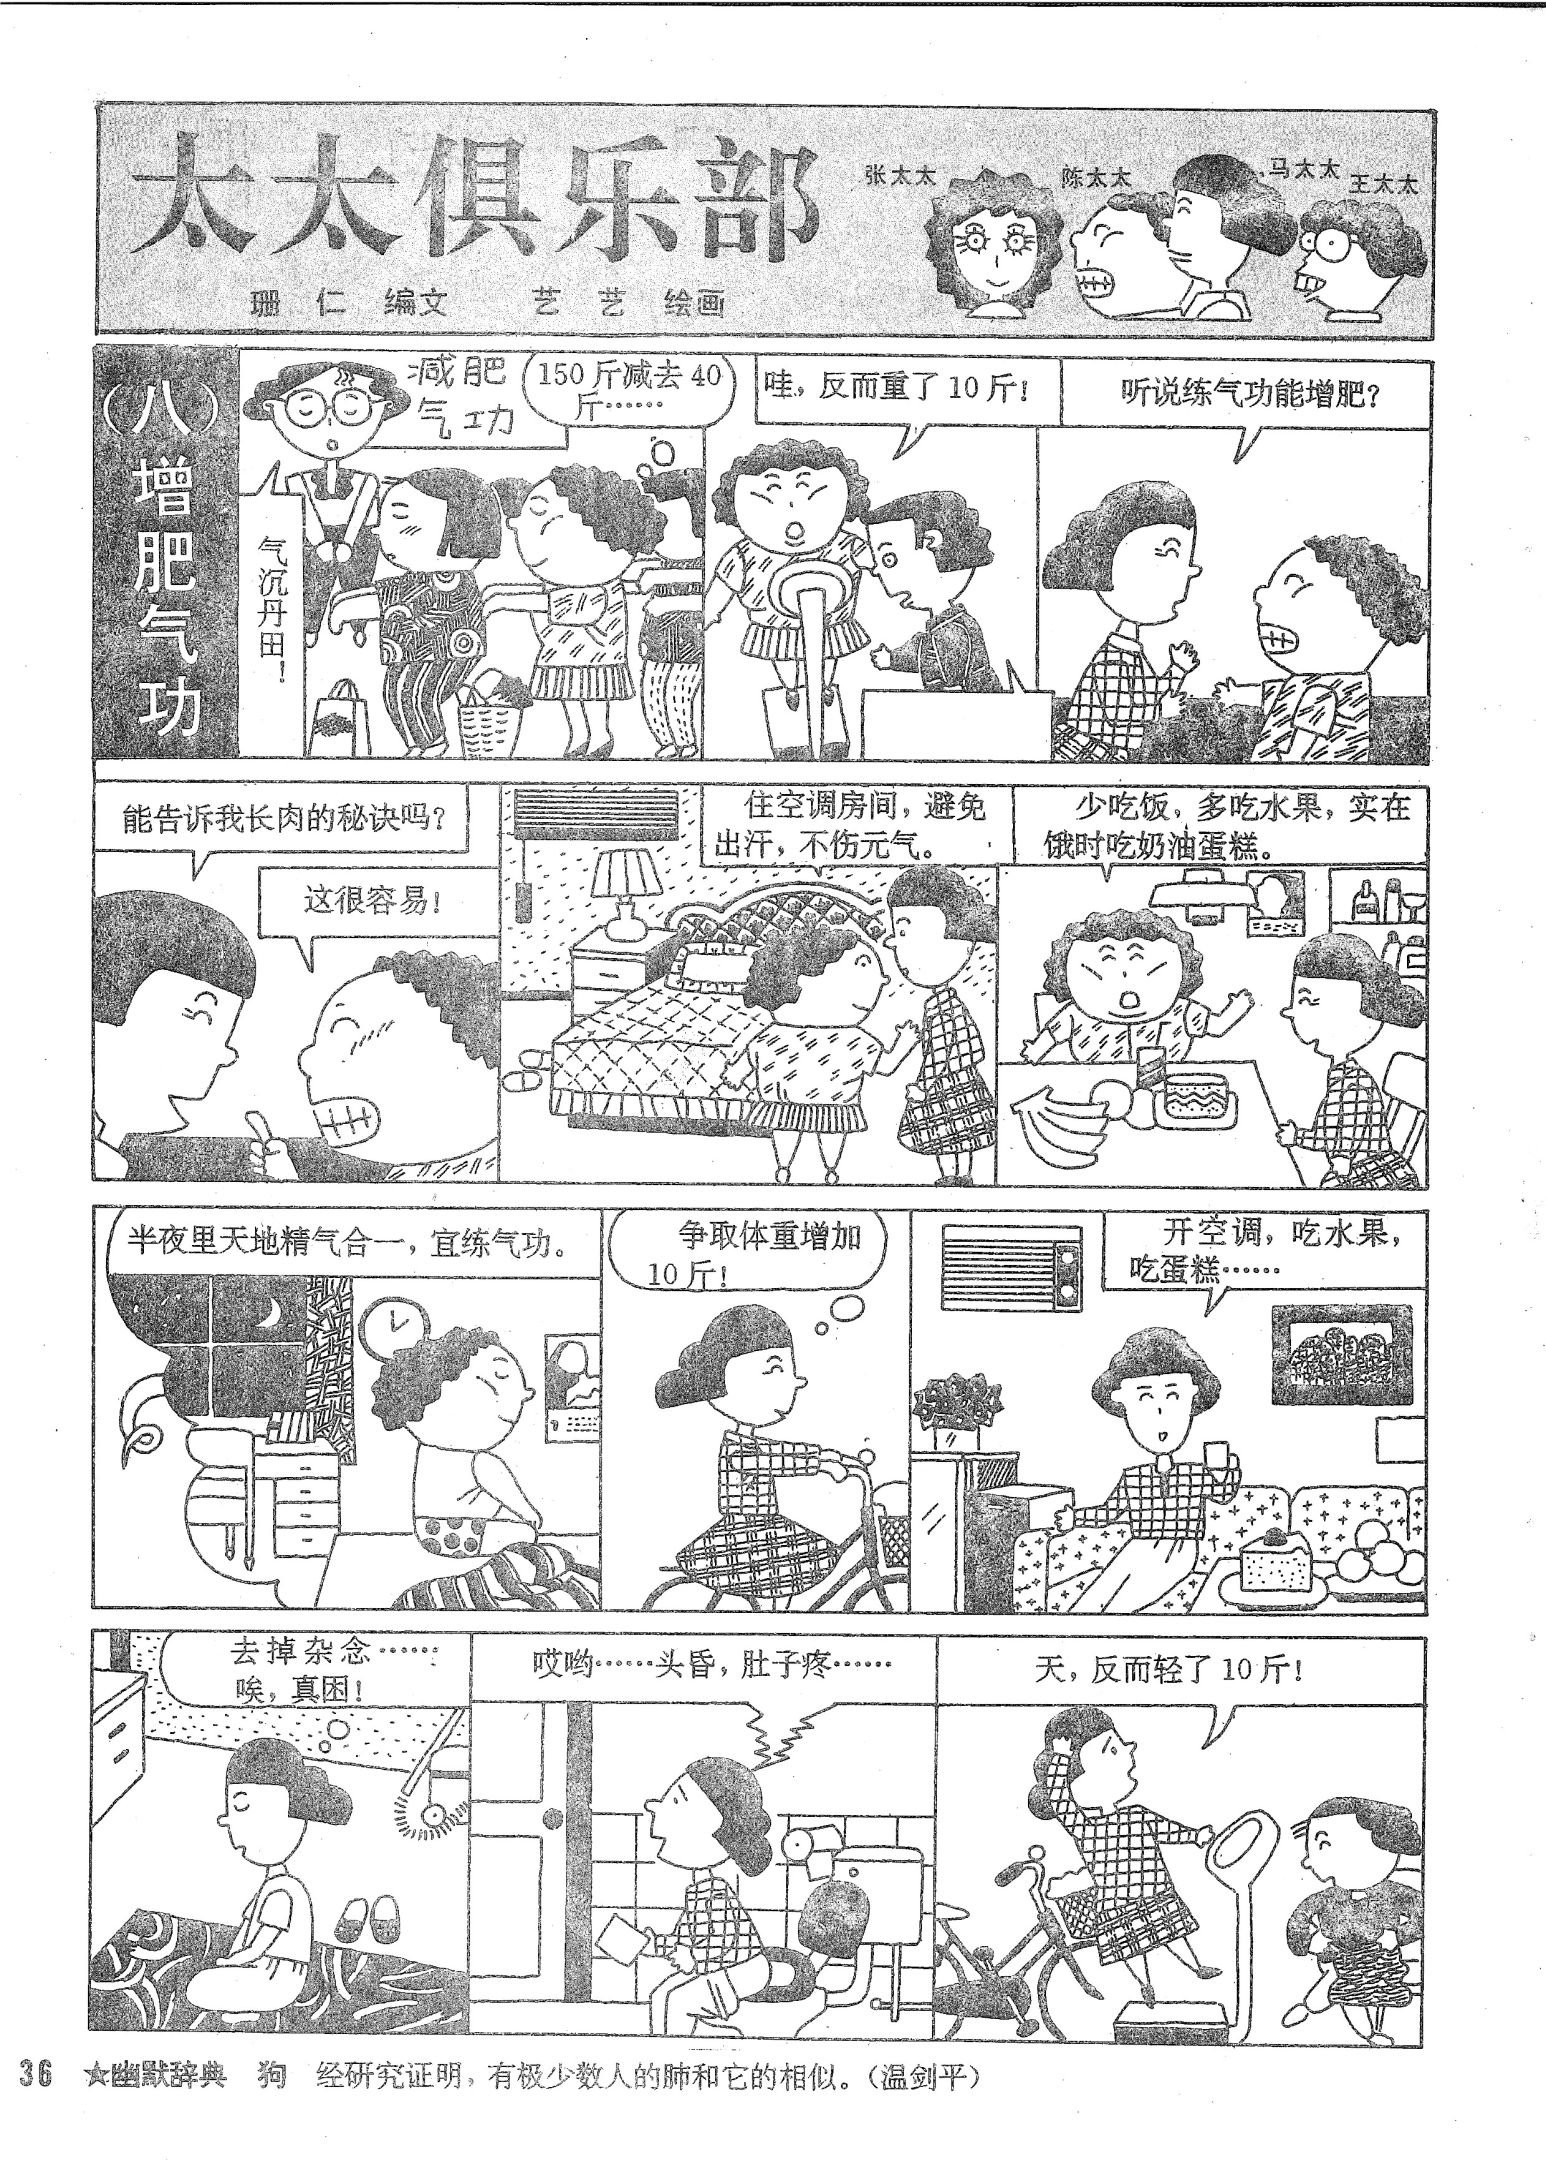 太太俱乐部
珊仁 编文 艺艺 绘画
张太太
陈太太
马太太
王太太
(八)增肥气功
减肥
气功
气沉丹田!
150斤减去40
斤……
哇,反而重了10斤!
听说练气功能增肥?
能告诉我长肉的秘诀吗?
这很容易!
住空调房间,避免
出汗,不伤元气。
少吃饭,多吃水果,实在
饿时吃奶油蛋糕。
半夜里天地精气合一,宜练气功。
争取体重增加
10斤!
开空调,吃水果,
吃蛋糕……
去掉杂念……
唉,真困!
哎哟……头昏,肚子疼……
天,反而轻了10斤!
36 ★幽默辞典 狗 经研究证明,有极少数人的肺和它的相似。(温剑平)